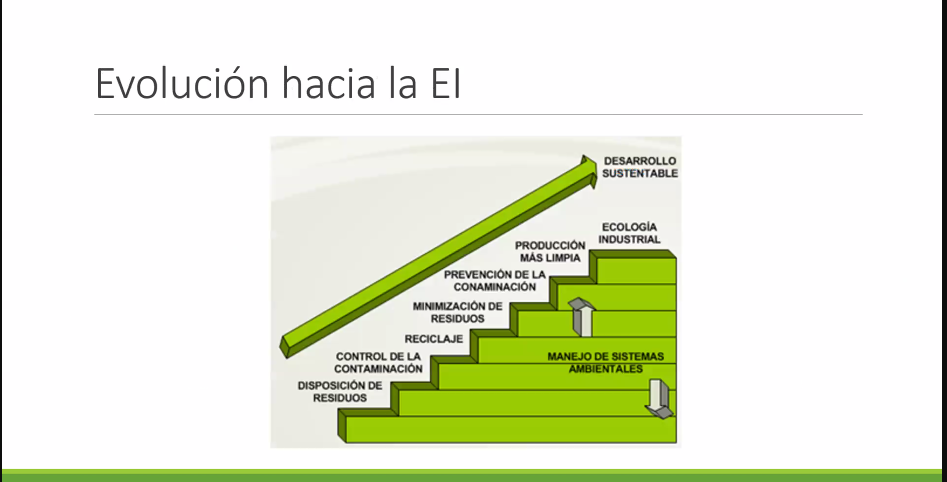 Evolución hacia la EI
DESARROLLO
SUSTENTABLE
ECOLOGÍA
INDUSTRIAL
PRODUCCIÓN
MÁS LIMPIA
PREVENCIÓN DE LA
CONAMINACIÓN
MINIMIZACIÓN DE
RESIDUOS
RECICLAJE
CONTROL DE LA
CONTAMINACIÓN
MANEJO DE SISTEMAS
AMBIENTALES
DISPOSICIÓN DE
RESIDUOS